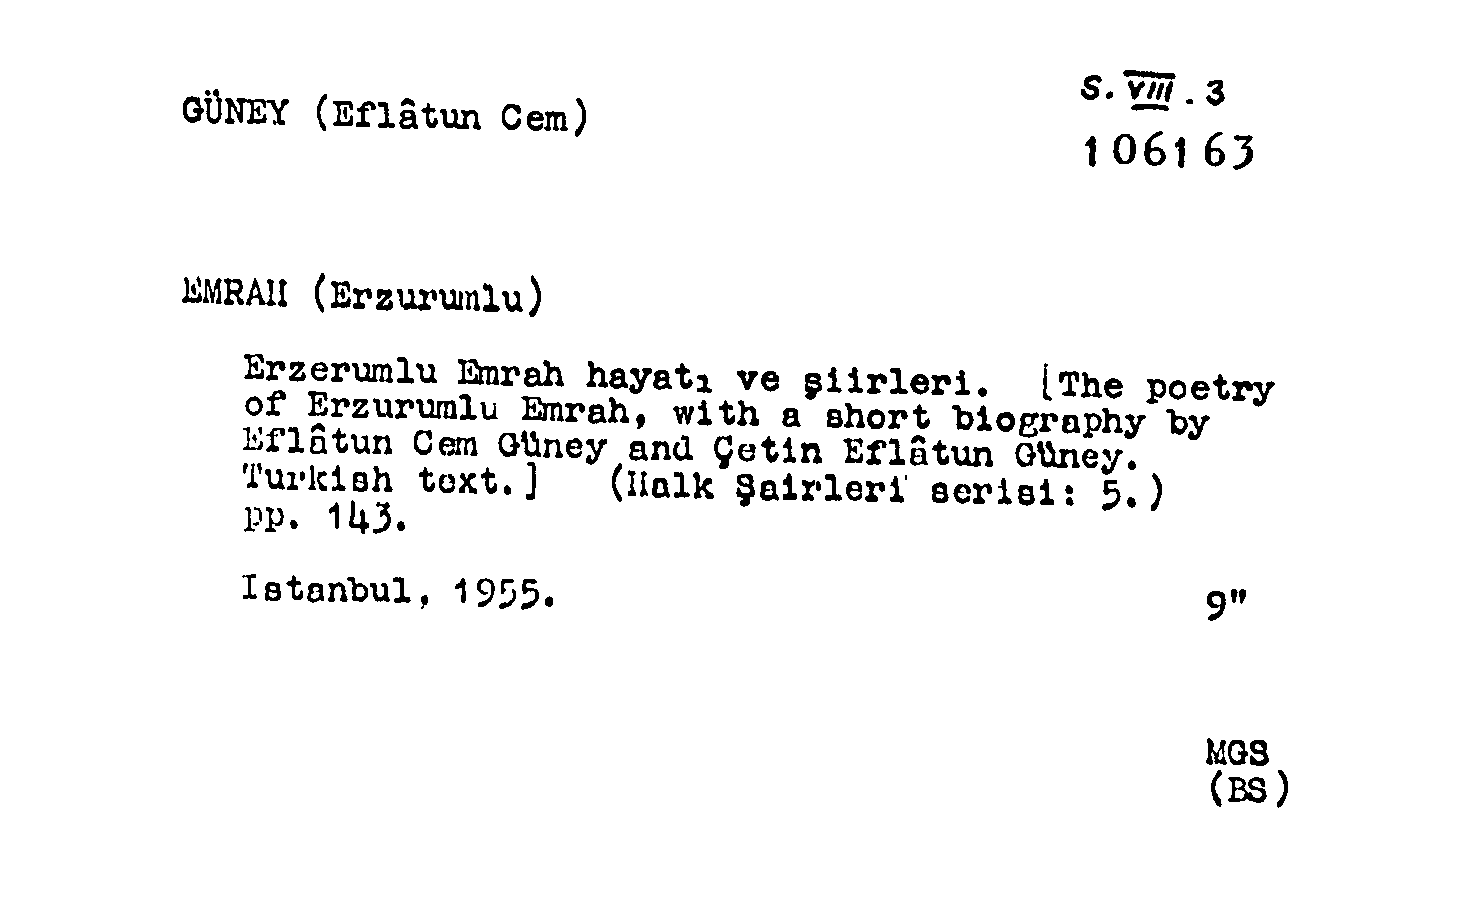 GÜNEY (Eflâtun Cem)
S. VIII . 3
106163
EMRAH (Erzurumlu)
Erzerumlu Emrah hayatı ve şiirleri. [The poetry
of Erzurumlu Emrah, with a short biography by
Eflâtun Cem Güney and Çetin Eflâtun Güney.
Turkish text.] (Halk Şairleri serisi: 5.)
pp. 143.
Istanbul, 1955.
9"
MGS
(BS)